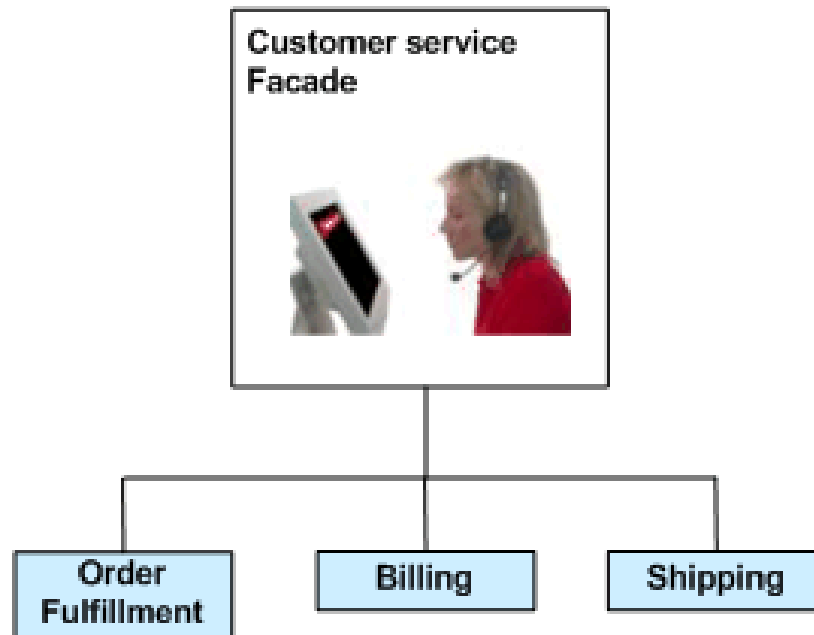 Customer service
Facade
Order
Fulfillment
Billing
Shipping